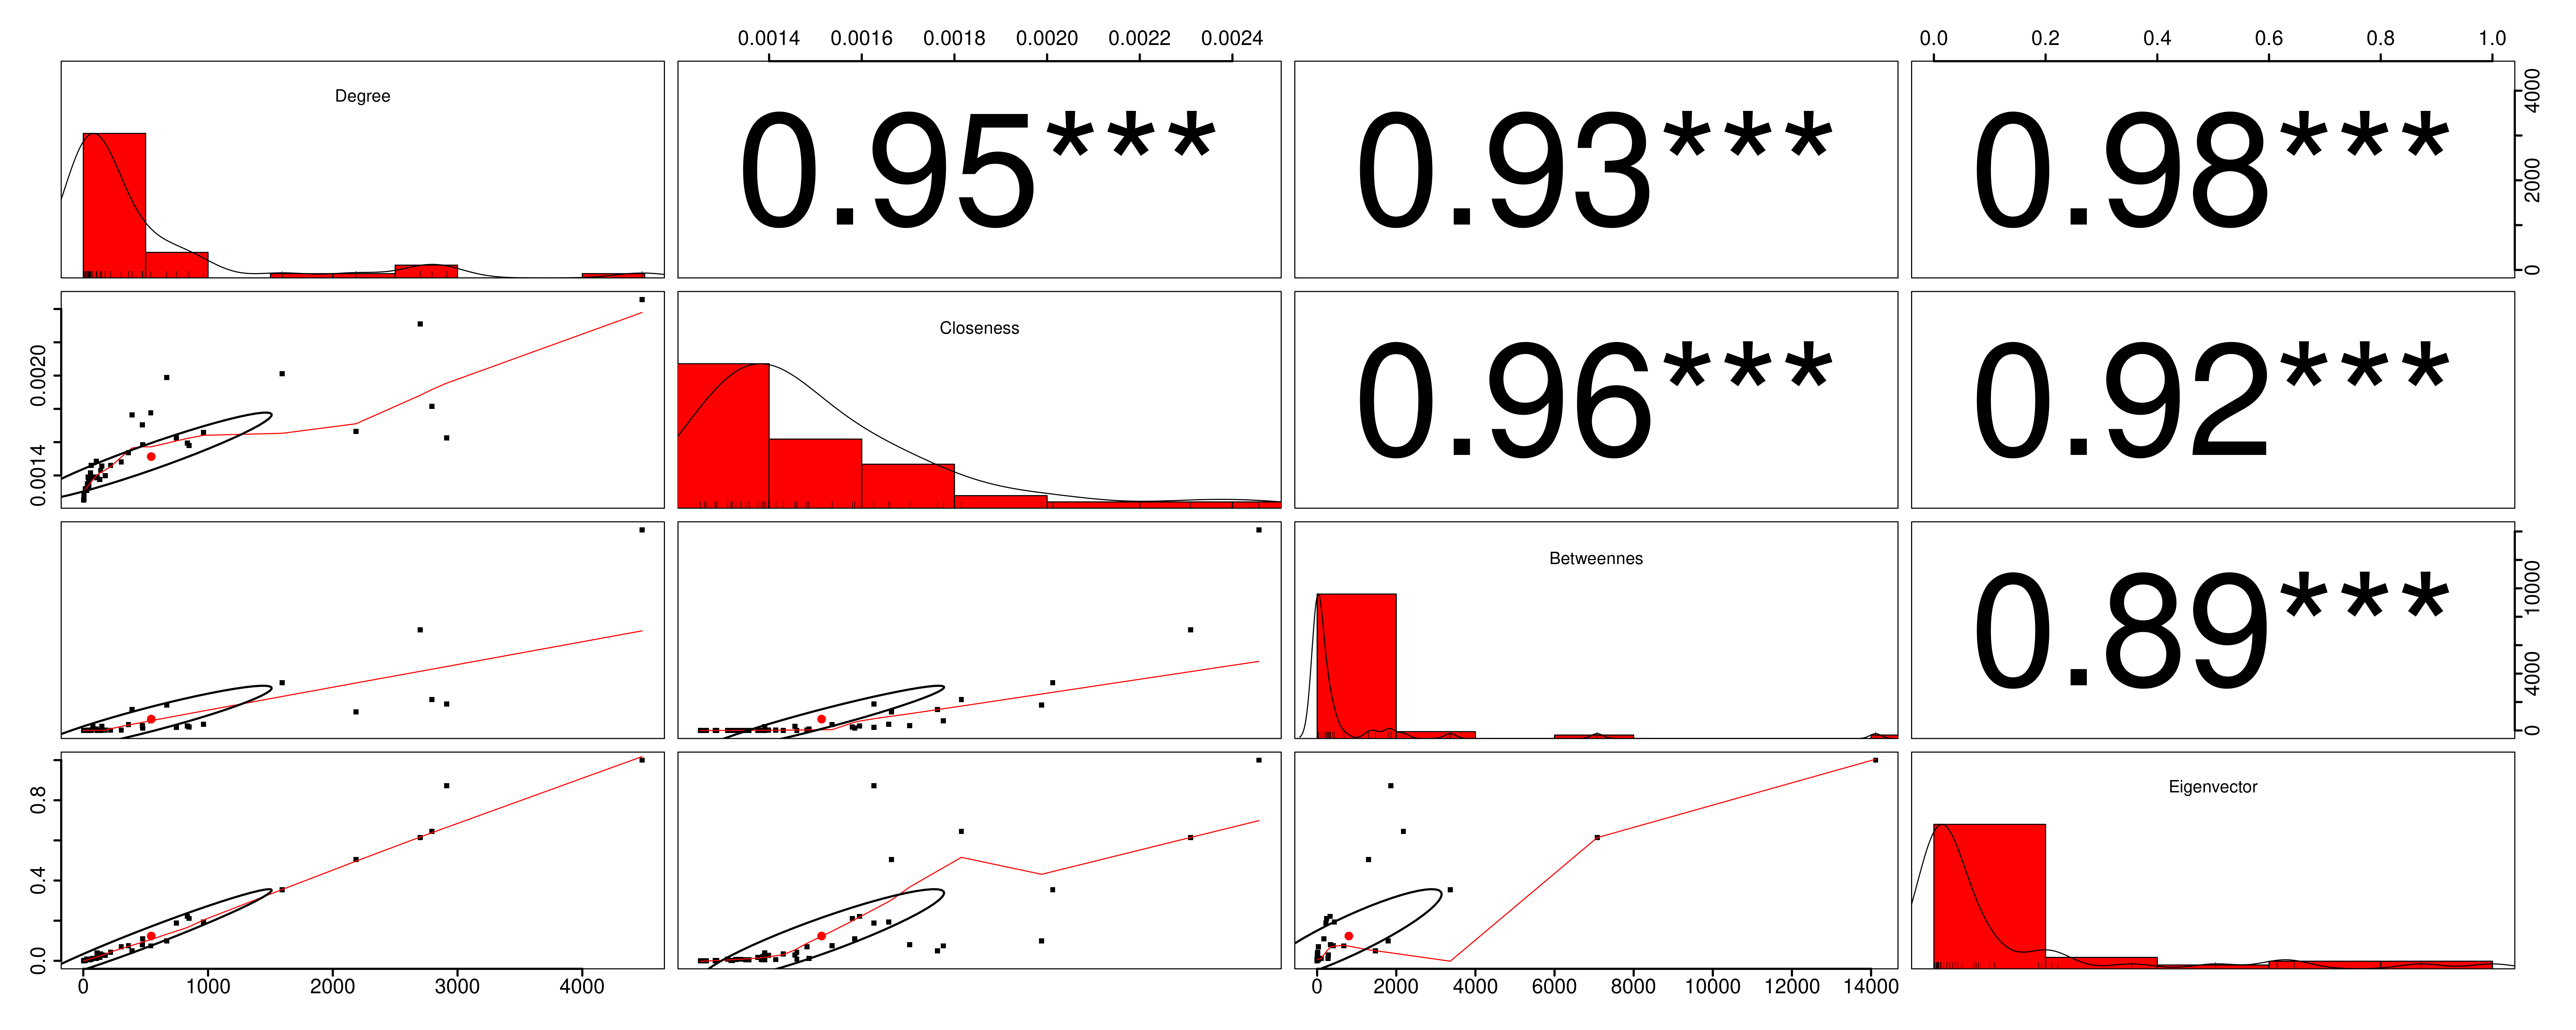 0.0014 0.0016 0.0018 0.0020 0.0022 0.0024 0.0 0.2 0.4 0.6 0.8 1.0
Degree 0.95*** 0.93*** 0.98*** 0 2000 4000
0.0014 0.0020 Closeness 0.96*** 0.92***
Betweennes 0.89*** 0 4000 10000
0.0 0.4 0.8 Eigenvector
0 1000 2000 3000 4000 0 2000 4000 6000 8000 10000 12000 14000